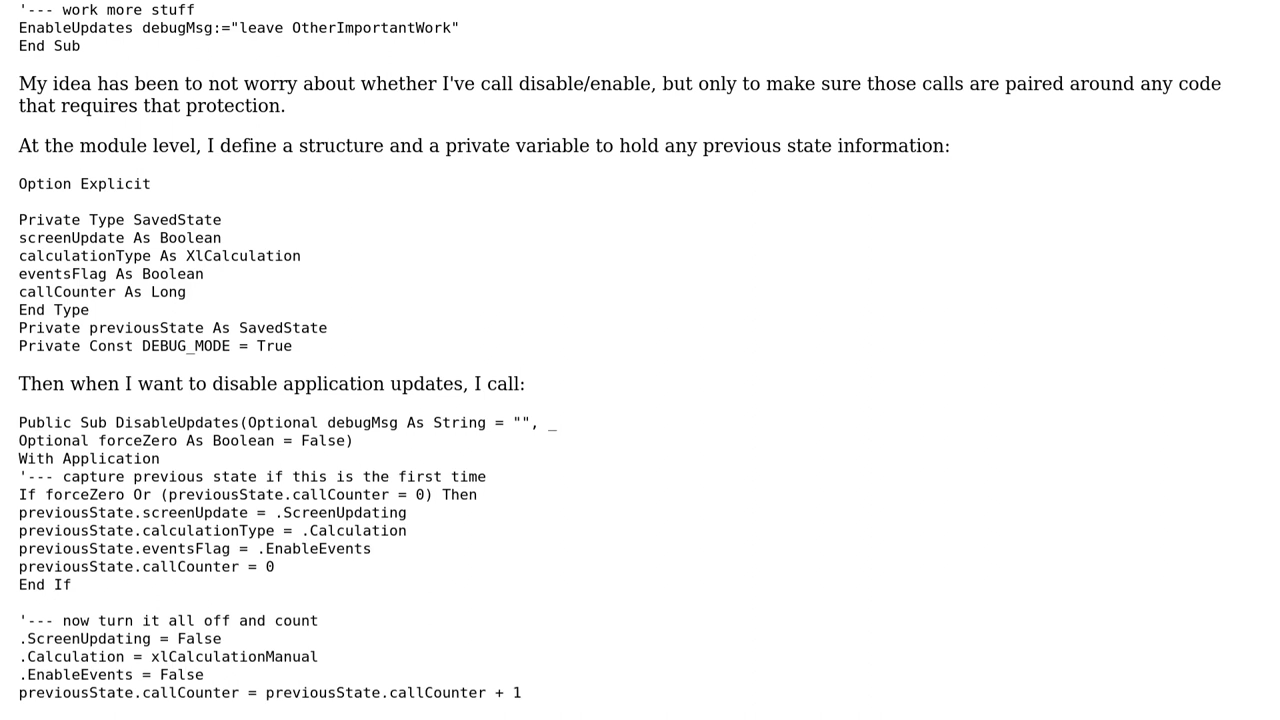 '--- work more stuff
EnableUpdates debugMsg:="leave OtherImportantWork"
End Sub
My idea has been to not worry about whether I've call disable/enable, but only to make sure those calls are paired around any code
that requires that protection.
At the module level, I define a structure and a private variable to hold any previous state information:
Option Explicit
Private Type SavedState
screenUpdate As Boolean
calculationType As XlCalculation
eventsFlag As Boolean
callCounter As Long
End Type
Private previousState As SavedState
Private Const DEBUG_MODE = True
Then when I want to disable application updates, I call:
Public Sub DisableUpdates(Optional debugMsg As String = "", _
Optional forceZero As Boolean = False)
With Application
'--- capture previous state if this is the first time
If forceZero Or (previousState.callCounter = 0) Then
previousState.screenUpdate = .ScreenUpdating
previousState.calculationType = .Calculation
previousState.eventsFlag = .EnableEvents
previousState.callCounter = 0
End If
'--- now turn it all off and count
.ScreenUpdating = False
.Calculation = xlCalculationManual
.EnableEvents = False
previousState.callCounter = previousState.callCounter + 1